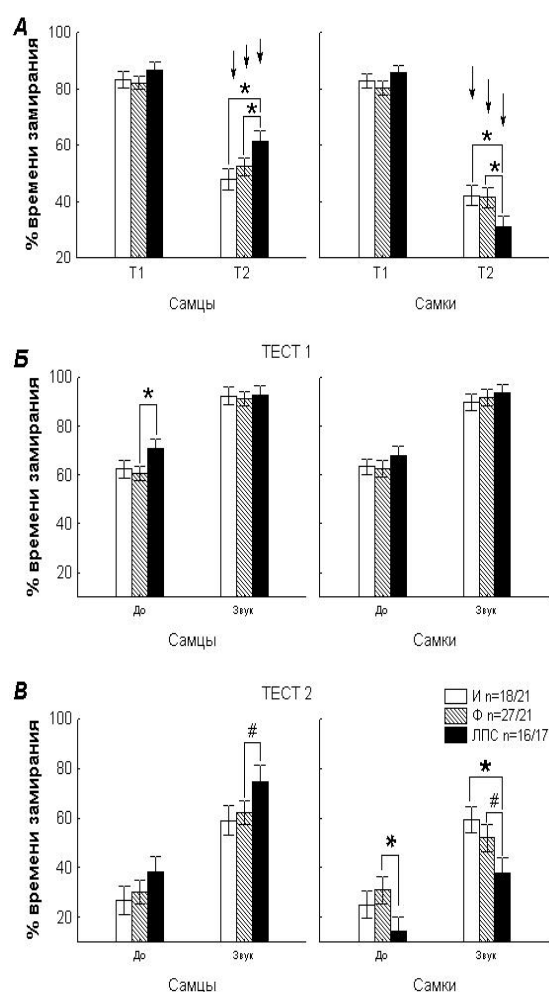 А
% времени замирания
100
80
60
40
20
* *
* *
T1 T2 T1 T2
Самцы Самки
Б
ТЕСТ 1
% времени замирания
100
80
60
40
20
*
До Звук До Звук
Самцы Самки
В
ТЕСТ 2
% времени замирания
100
80
60
40
20
И n=18/21
Ф n=27/21
ЛПС n=16/17
# *
* #
До Звук До Звук
Самцы Самки